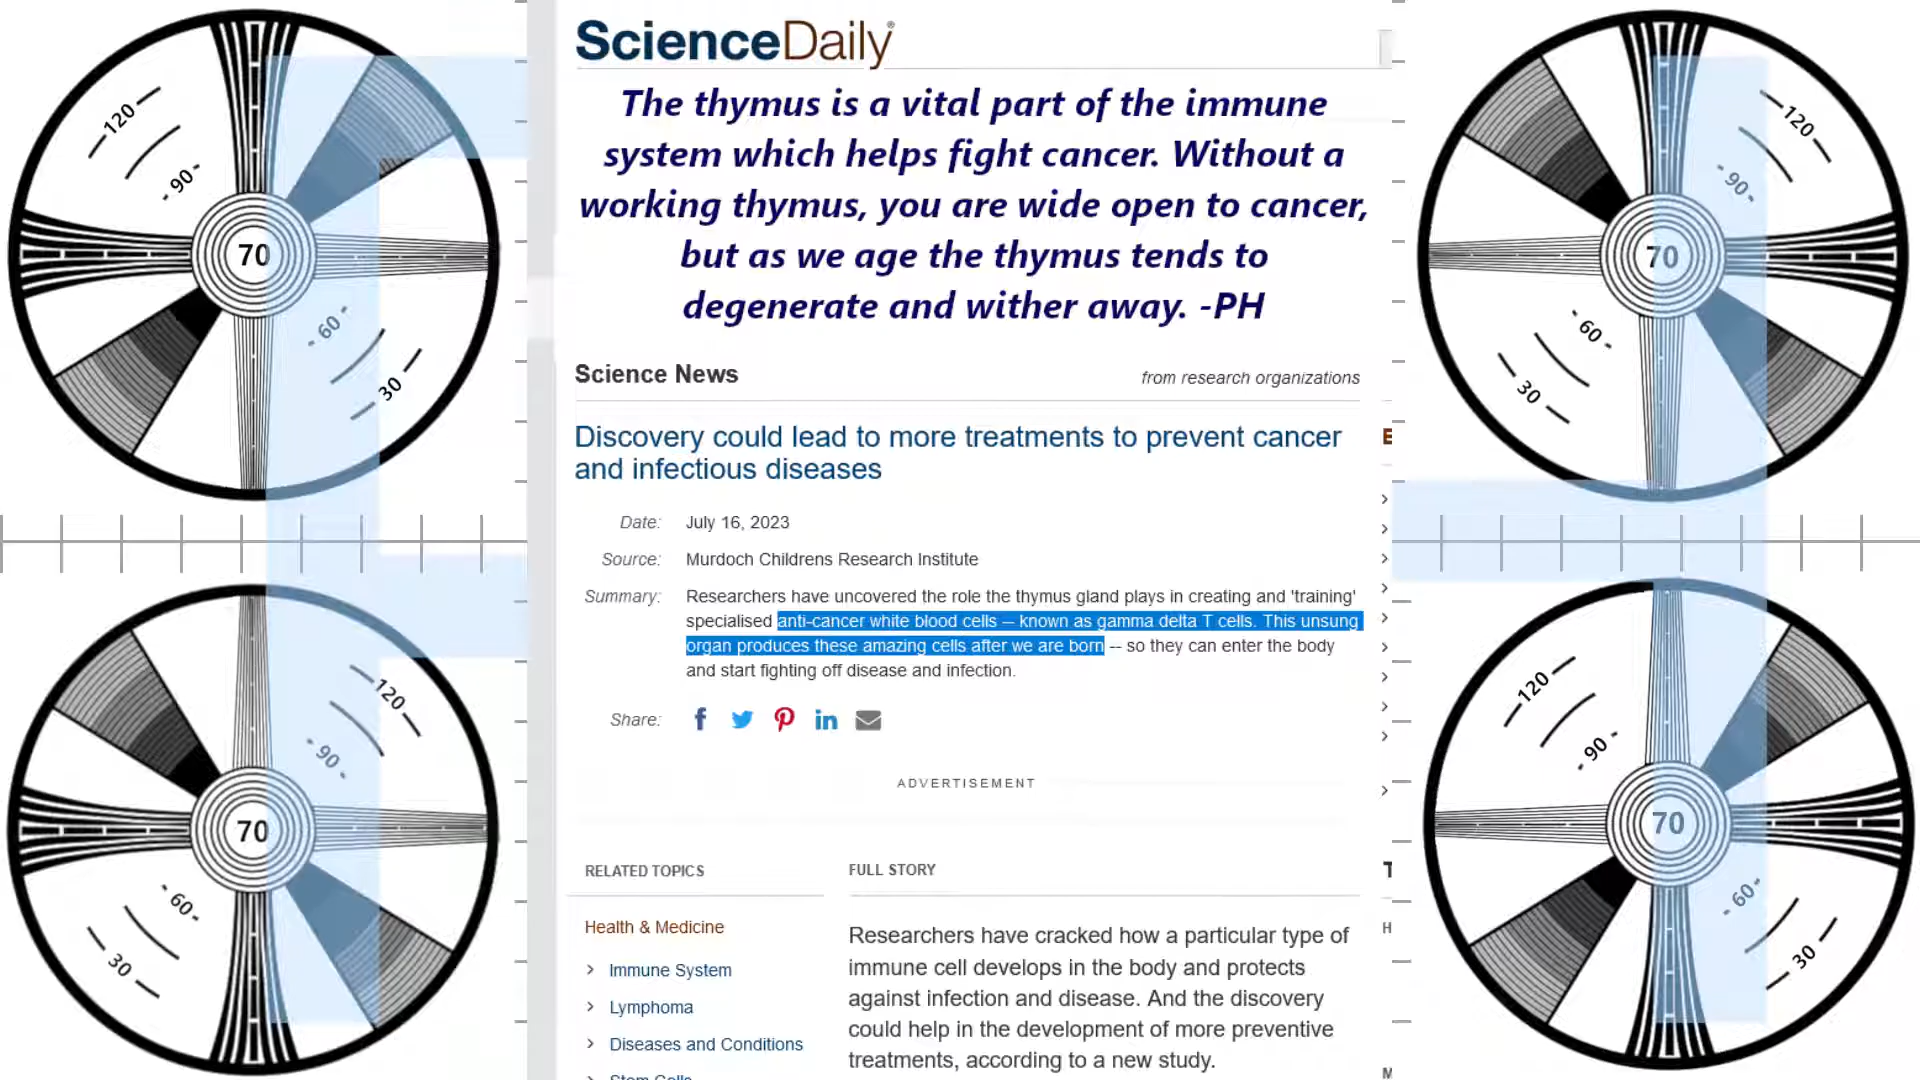 ScienceDaily®
The thymus is a vital part of the immune
system which helps fight cancer. Without a
working thymus, you are wide open to cancer,
but as we age the thymus tends to
degenerate and wither away. -PH
Science News
from research organizations
Discovery could lead to more treatments to prevent cancer
and infectious diseases
Date: July 16, 2023
Source: Murdoch Childrens Research Institute
Summary: Researchers have uncovered the role the thymus gland plays in creating and 'training'
specialised anti-cancer white blood cells -- known as gamma delta T cells. This unsung
organ produces these amazing cells after we are born -- so they can enter the body
and start fighting off disease and infection.
Share:
ADVERTISEMENT
RELATED TOPICS
Health & Medicine
> Immune System
> Lymphoma
> Diseases and Conditions
FULL STORY
Researchers have cracked how a particular type of
immune cell develops in the body and protects
against infection and disease. And the discovery
could help in the development of more preventive
treatments, according to a new study.
E
T
H
M
120
90
70
60
30
120
90
70
60
30
120
90
70
60
30
120
90
70
60
30